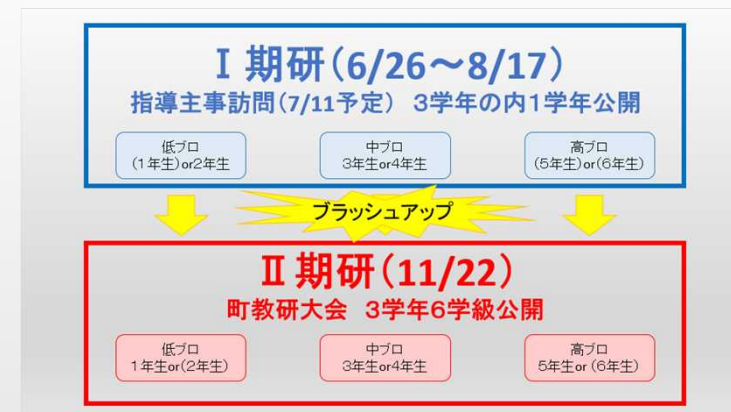 Ⅰ期研(6/26～8/17)
指導主事訪問(7/11予定) 3学年の内1学年公開
低ブロ
(1年生)or2年生
中ブロ
3年生or4年生
高ブロ
(5年生)or(6年生)
ブラッシュアップ
Ⅱ期研(11/22)
町教研大会 3学年6学級公開
低ブロ
1年生or(2年生)
中ブロ
3年生or4年生
高ブロ
5年生or (6年生)